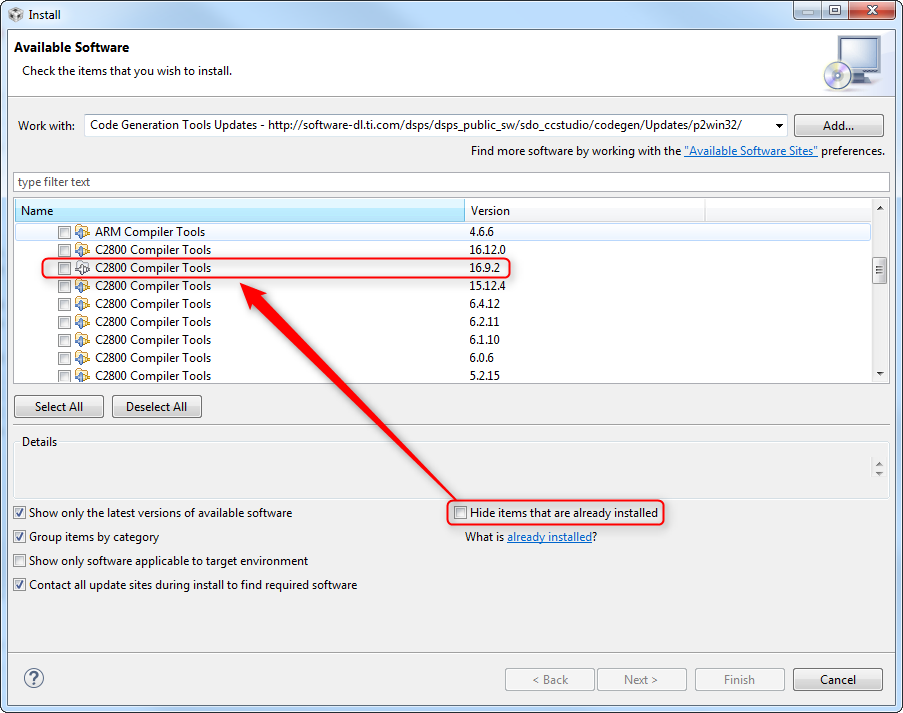 Install
Available Software
Check the items that you wish to install.
Work with: Code Generation Tools Updates - http://software-dl.ti.com/dsps/dsps_public_sw/sdo_ccstudio/codegen/Updates/p2win32/ Add...
Find more software by working with the "Available Software Sites" preferences.
type filter text
Name Version
ARM Compiler Tools 4.6.6
C2800 Compiler Tools 16.12.0
C2800 Compiler Tools 16.9.2
C2800 Compiler Tools 15.12.4
C2800 Compiler Tools 6.4.12
C2800 Compiler Tools 6.2.11
C2800 Compiler Tools 6.1.10
C2800 Compiler Tools 6.0.6
C2800 Compiler Tools 5.2.15
Select All Deselect All
Details
Show only the latest versions of available software Hide items that are already installed
Group items by category What is already installed?
Show only software applicable to target environment
Contact all update sites during install to find required software
? < Back Next > Finish Cancel